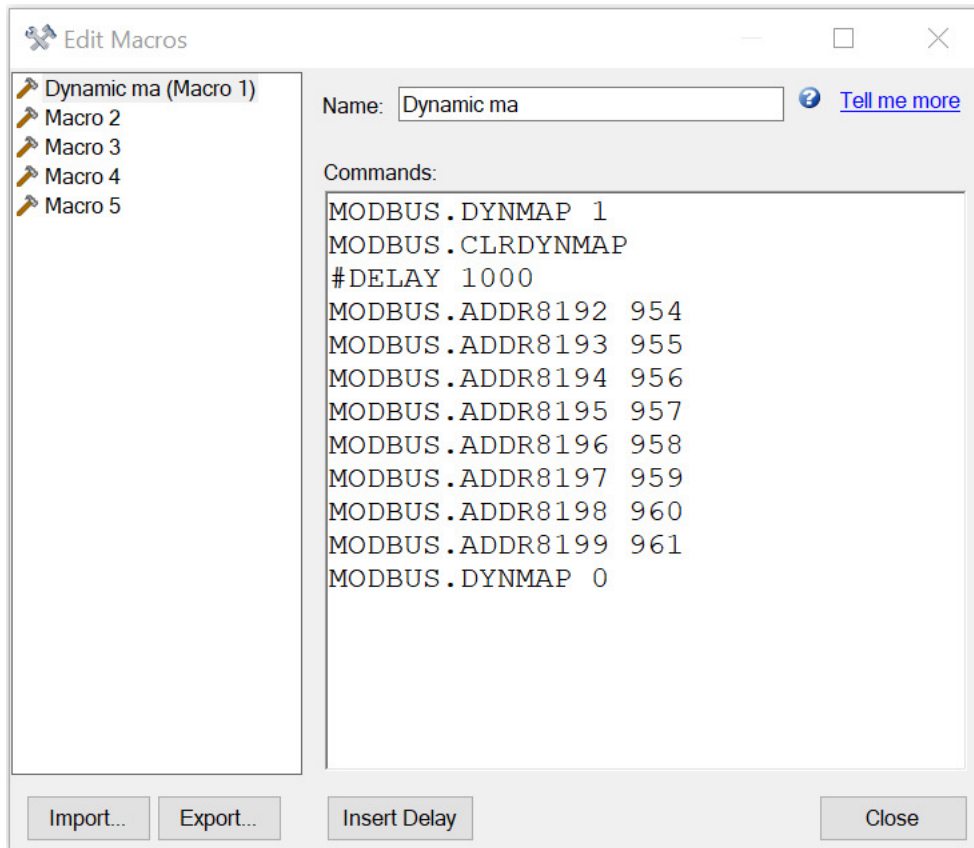 Edit Macros
Dynamic ma (Macro 1)
Macro 2
Macro 3
Macro 4
Macro 5
Name: Dynamic ma
Tell me more
Commands:
MODBUS.DYNMAP 1
MODBUS.CLRDYNMAP
#DELAY 1000
MODBUS.ADDR8192 954
MODBUS.ADDR8193 955
MODBUS.ADDR8194 956
MODBUS.ADDR8195 957
MODBUS.ADDR8196 958
MODBUS.ADDR8197 959
MODBUS.ADDR8198 960
MODBUS.ADDR8199 961
MODBUS.DYNMAP 0
Import... Export... Insert Delay Close